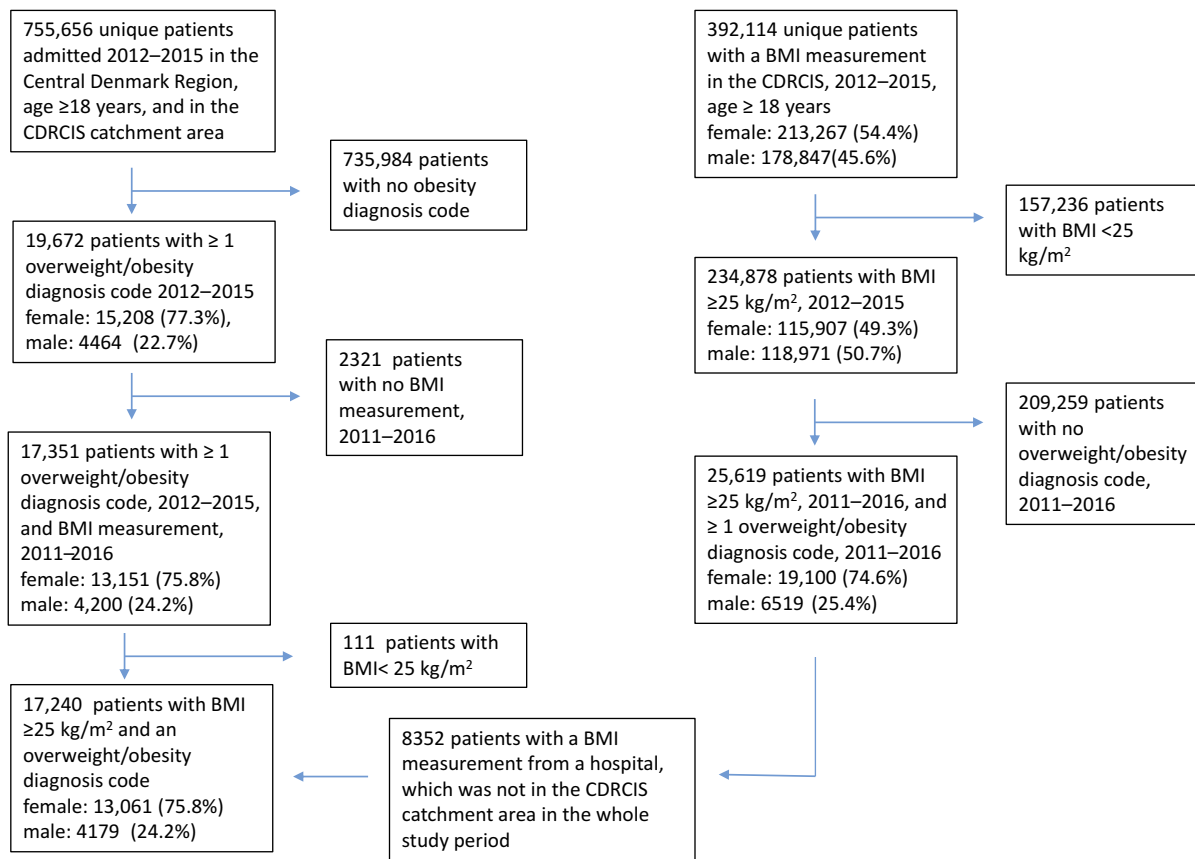 755,656 unique patients
admitted 2012–2015 in the
Central Denmark Region,
age ≥18 years, and in the
CDRCIS catchment area
735,984 patients
with no obesity
diagnosis code
19,672 patients with ≥ 1
overweight/obesity
diagnosis code 2012–2015
female: 15,208 (77.3%),
male: 4464 (22.7%)
2321 patients
with no BMI
measurement,
2011–2016
17,351 patients with ≥ 1
overweight/obesity
diagnosis code, 2012–2015,
and BMI measurement,
2011–2016
female: 13,151 (75.8%)
male: 4,200 (24.2%)
111 patients with
BMI< 25 kg/m²
17,240 patients with BMI
≥25 kg/m² and an
overweight/obesity
diagnosis code
female: 13,061 (75.8%)
male: 4179 (24.2%)
392,114 unique patients
with a BMI measurement
in the CDRCIS, 2012–2015,
age ≥ 18 years
female: 213,267 (54.4%)
male: 178,847(45.6%)
157,236 patients
with BMI <25
kg/m²
234,878 patients with BMI
≥25 kg/m², 2012–2015
female: 115,907 (49.3%)
male: 118,971 (50.7%)
209,259 patients
with no
overweight/obesity
diagnosis code,
2011–2016
25,619 patients with BMI
≥25 kg/m², 2011–2016, and
≥ 1 overweight/obesity
diagnosis code, 2011–2016
female: 19,100 (74.6%)
male: 6519 (25.4%)
8352 patients with a BMI
measurement from a hospital,
which was not in the CDRCIS
catchment area in the whole
study period